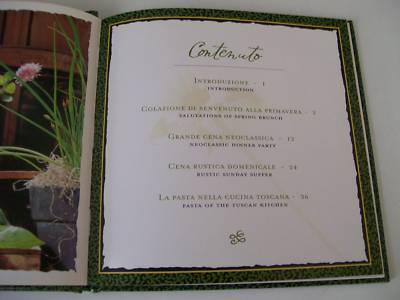 Contenuto
INTRODUZIONE - 1
INTRODUCTION
COLAZIONE DI BENVENUTO ALLA PRIMAVERA - 2
SALUTATIONS OF SPRING BRUNCH
GRANDE CENA NEOCLASSICA - 12
NEOCLASSIC DINNER PARTY
CENA RUSTICA DOMENICALE - 24
RUSTIC SUNDAY SUPPER
LA PASTA NELLA CUCINA TOSCANA - 36
PASTA OF THE TUSCAN KITCHEN